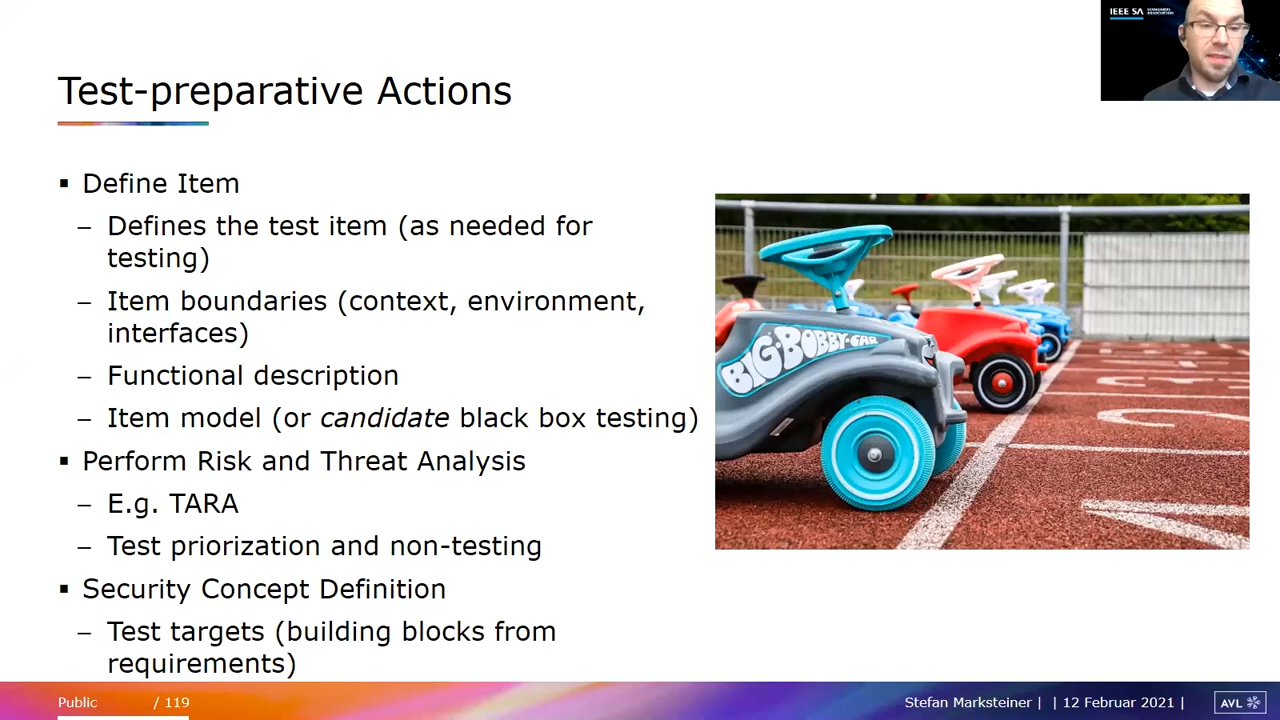 IEEE SA STANDARDS
ASSOCIATION
Test-preparative Actions
▪ Define Item
– Defines the test item (as needed for
testing)
– Item boundaries (context, environment,
interfaces)
– Functional description
– Item model (or candidate black box testing)
▪ Perform Risk and Threat Analysis
– E.g. TARA
– Test priorization and non-testing
▪ Security Concept Definition
– Test targets (building blocks from
requirements)
BIG-BOBBY-CAR
Public / 119
Stefan Marksteiner | | 12 Februar 2021 |
AVL